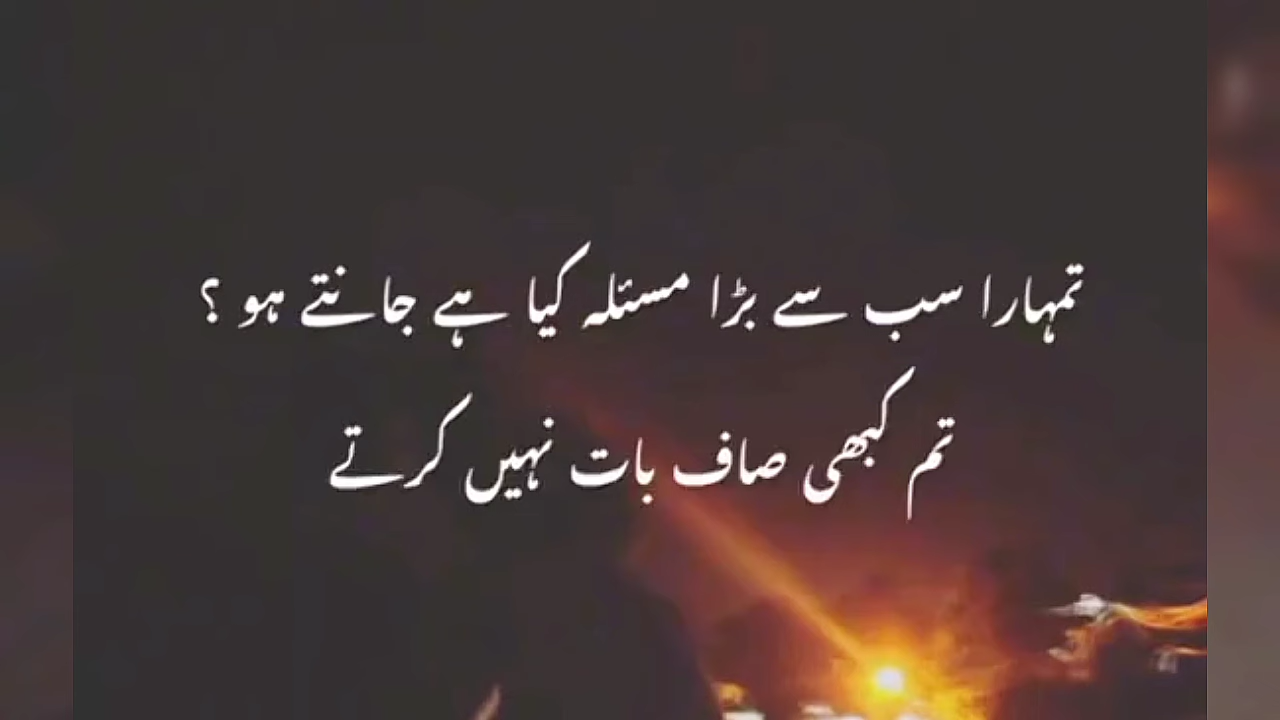 تمہارا سب سے بڑا مسئلہ کیا ہے جانتے ہو ؟
تم کبھی صاف بات نہیں کرتے